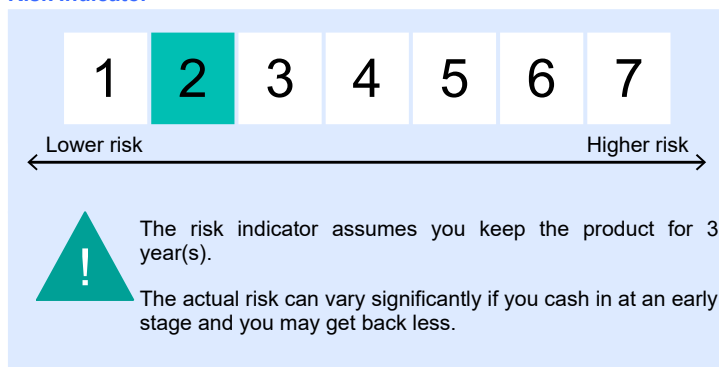 1 2 3 4 5 6 7
Lower risk Higher risk
!
The risk indicator assumes you keep the product for 3
year(s).
The actual risk can vary significantly if you cash in at an early
stage and you may get back less.